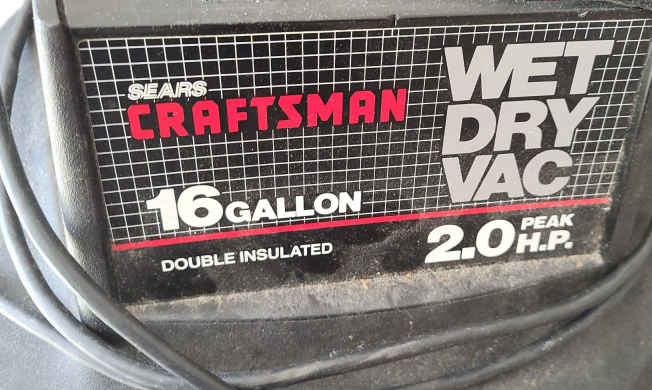 SEARS
CRAFTSMAN
WET
DRY
VAC
16 GALLON
DOUBLE INSULATED
2.0 PEAK
H.P.